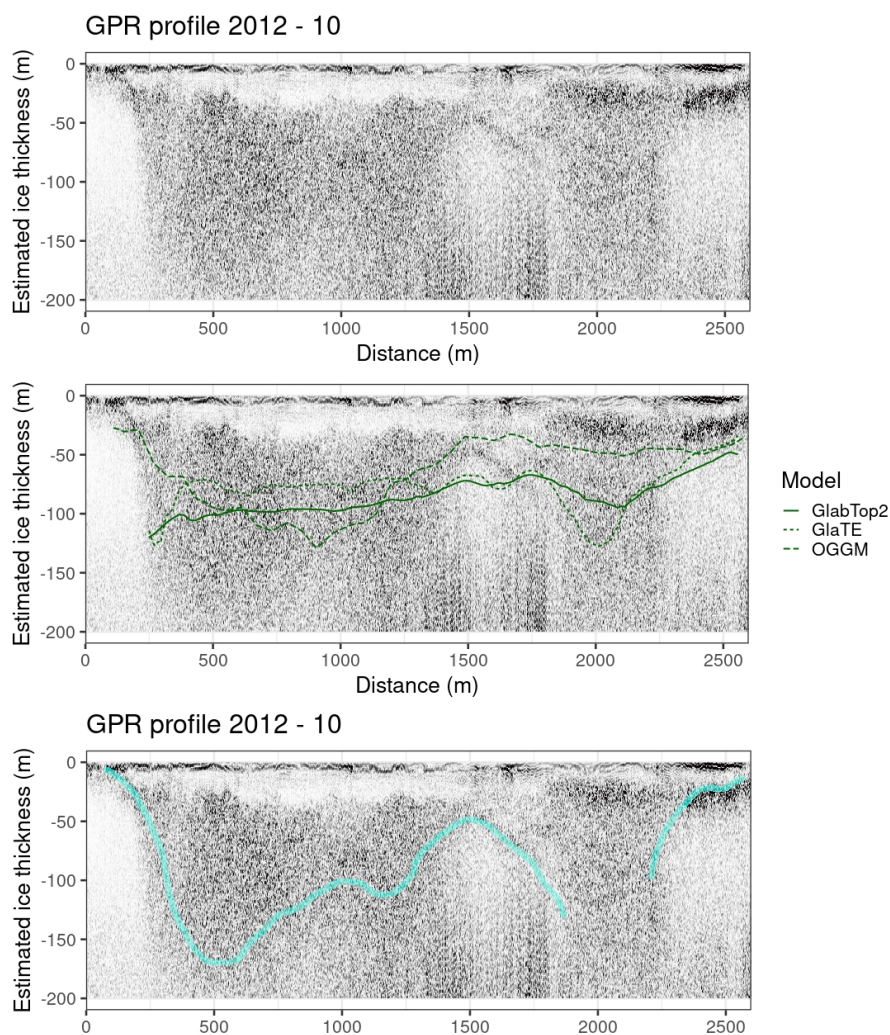 GPR profile 2012 - 10
Estimated ice thickness (m)
0
-50
-100
-150
-200
0 500 1000 1500 2000 2500
Distance (m)
Estimated ice thickness (m)
0
-50
-100
-150
-200
0 500 1000 1500 2000 2500
Distance (m)
Model
GlabTop2
GlaTE
OGGM
GPR profile 2012 - 10
Estimated ice thickness (m)
0
-50
-100
-150
-200
0 500 1000 1500 2000 2500